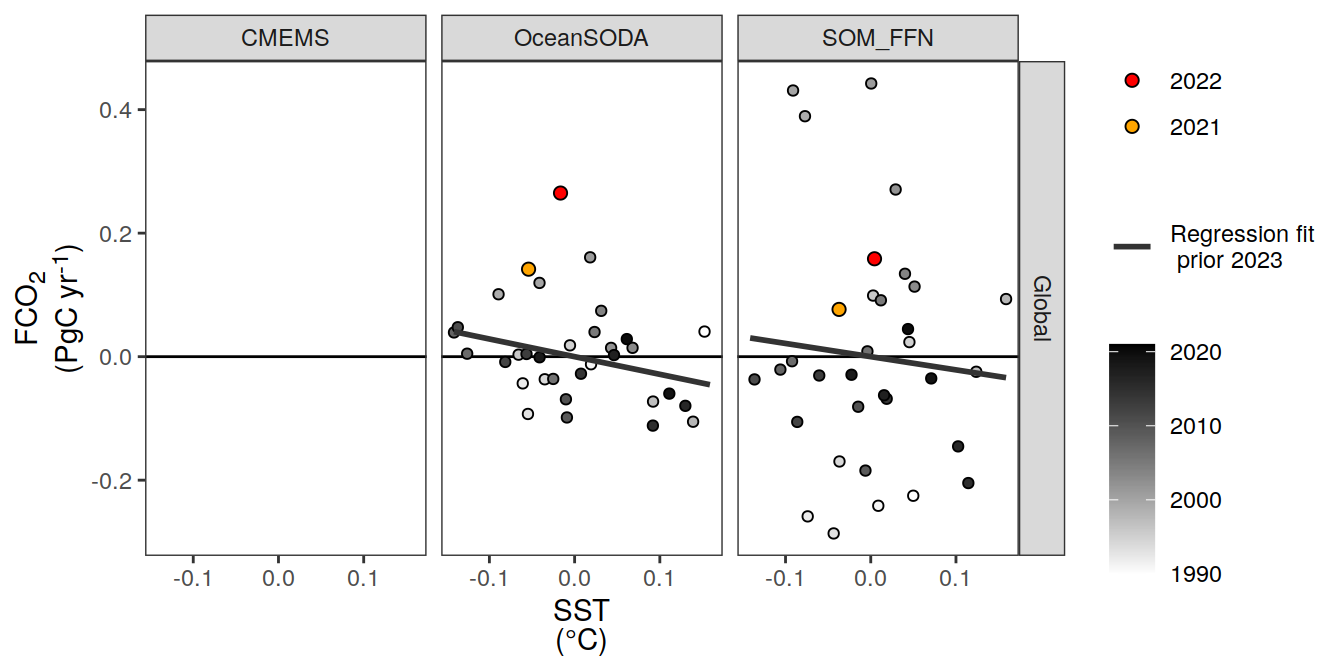 CMEMS
OceanSODA
SOM_FFN
0.4
0.2
0.0
-0.2
FCO2
(PgC yr-1)
-0.1 0.0 0.1
-0.1 0.0 0.1
-0.1 0.0 0.1
SST
(°C)
Global
2022
2021
Regression fit
prior 2023
2020
2010
2000
1990